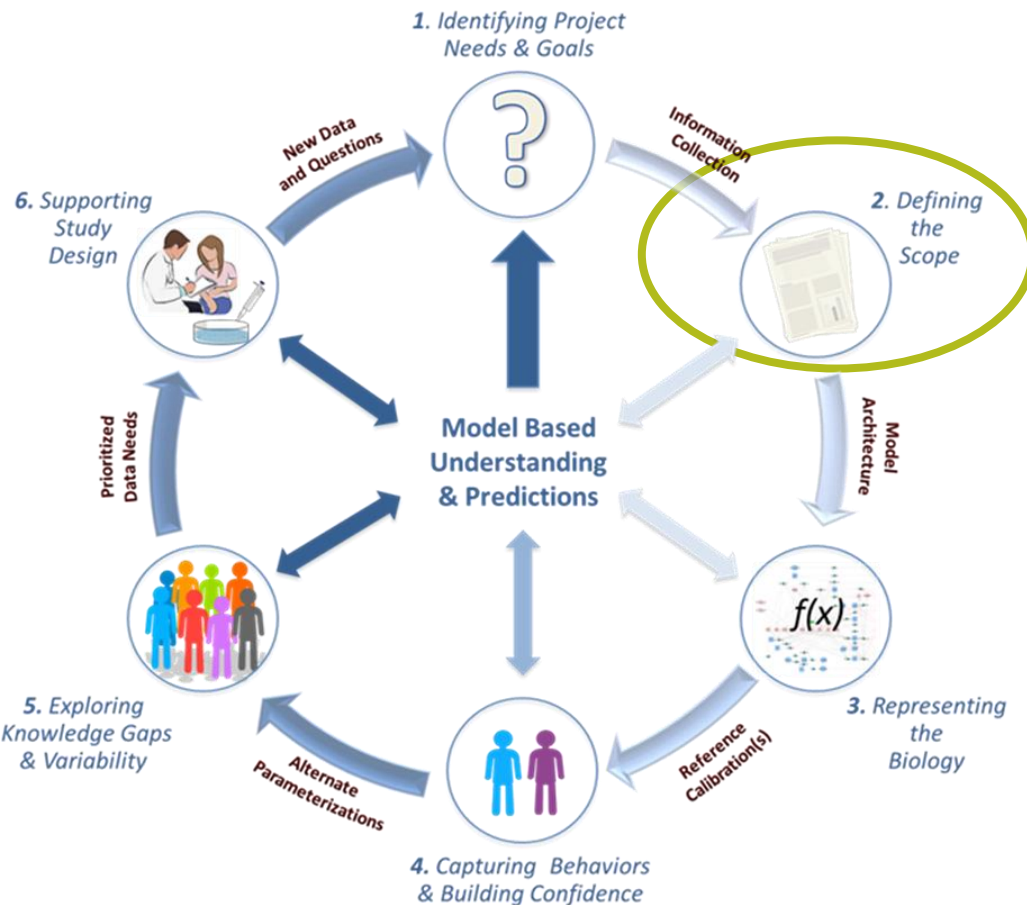 1. Identifying Project
Needs & Goals
Information
Collection
2. Defining
the
Scope
Model
Architecture
f(x)
3. Representing
the
Biology
Reference
Calibration(s)
4. Capturing Behaviors
& Building Confidence
Alternate
Parameterizations
5. Exploring
Knowledge Gaps
& Variability
Prioritized
Data Needs
6. Supporting
Study
Design
New Data
and Questions
?
Model Based
Understanding
& Predictions